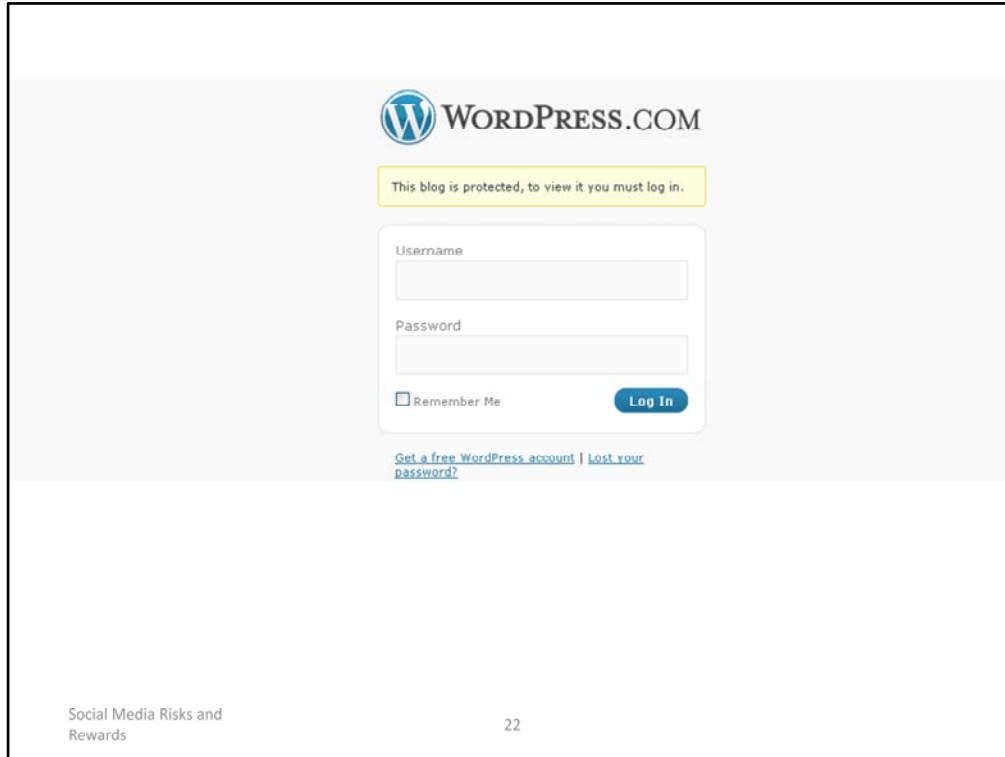 WORDPRESS.COM
This blog is protected, to view it you must log in.
Username
Password
Remember Me
Log In
Get a free WordPress account | Lost your
password?
Social Media Risks and
Rewards
22